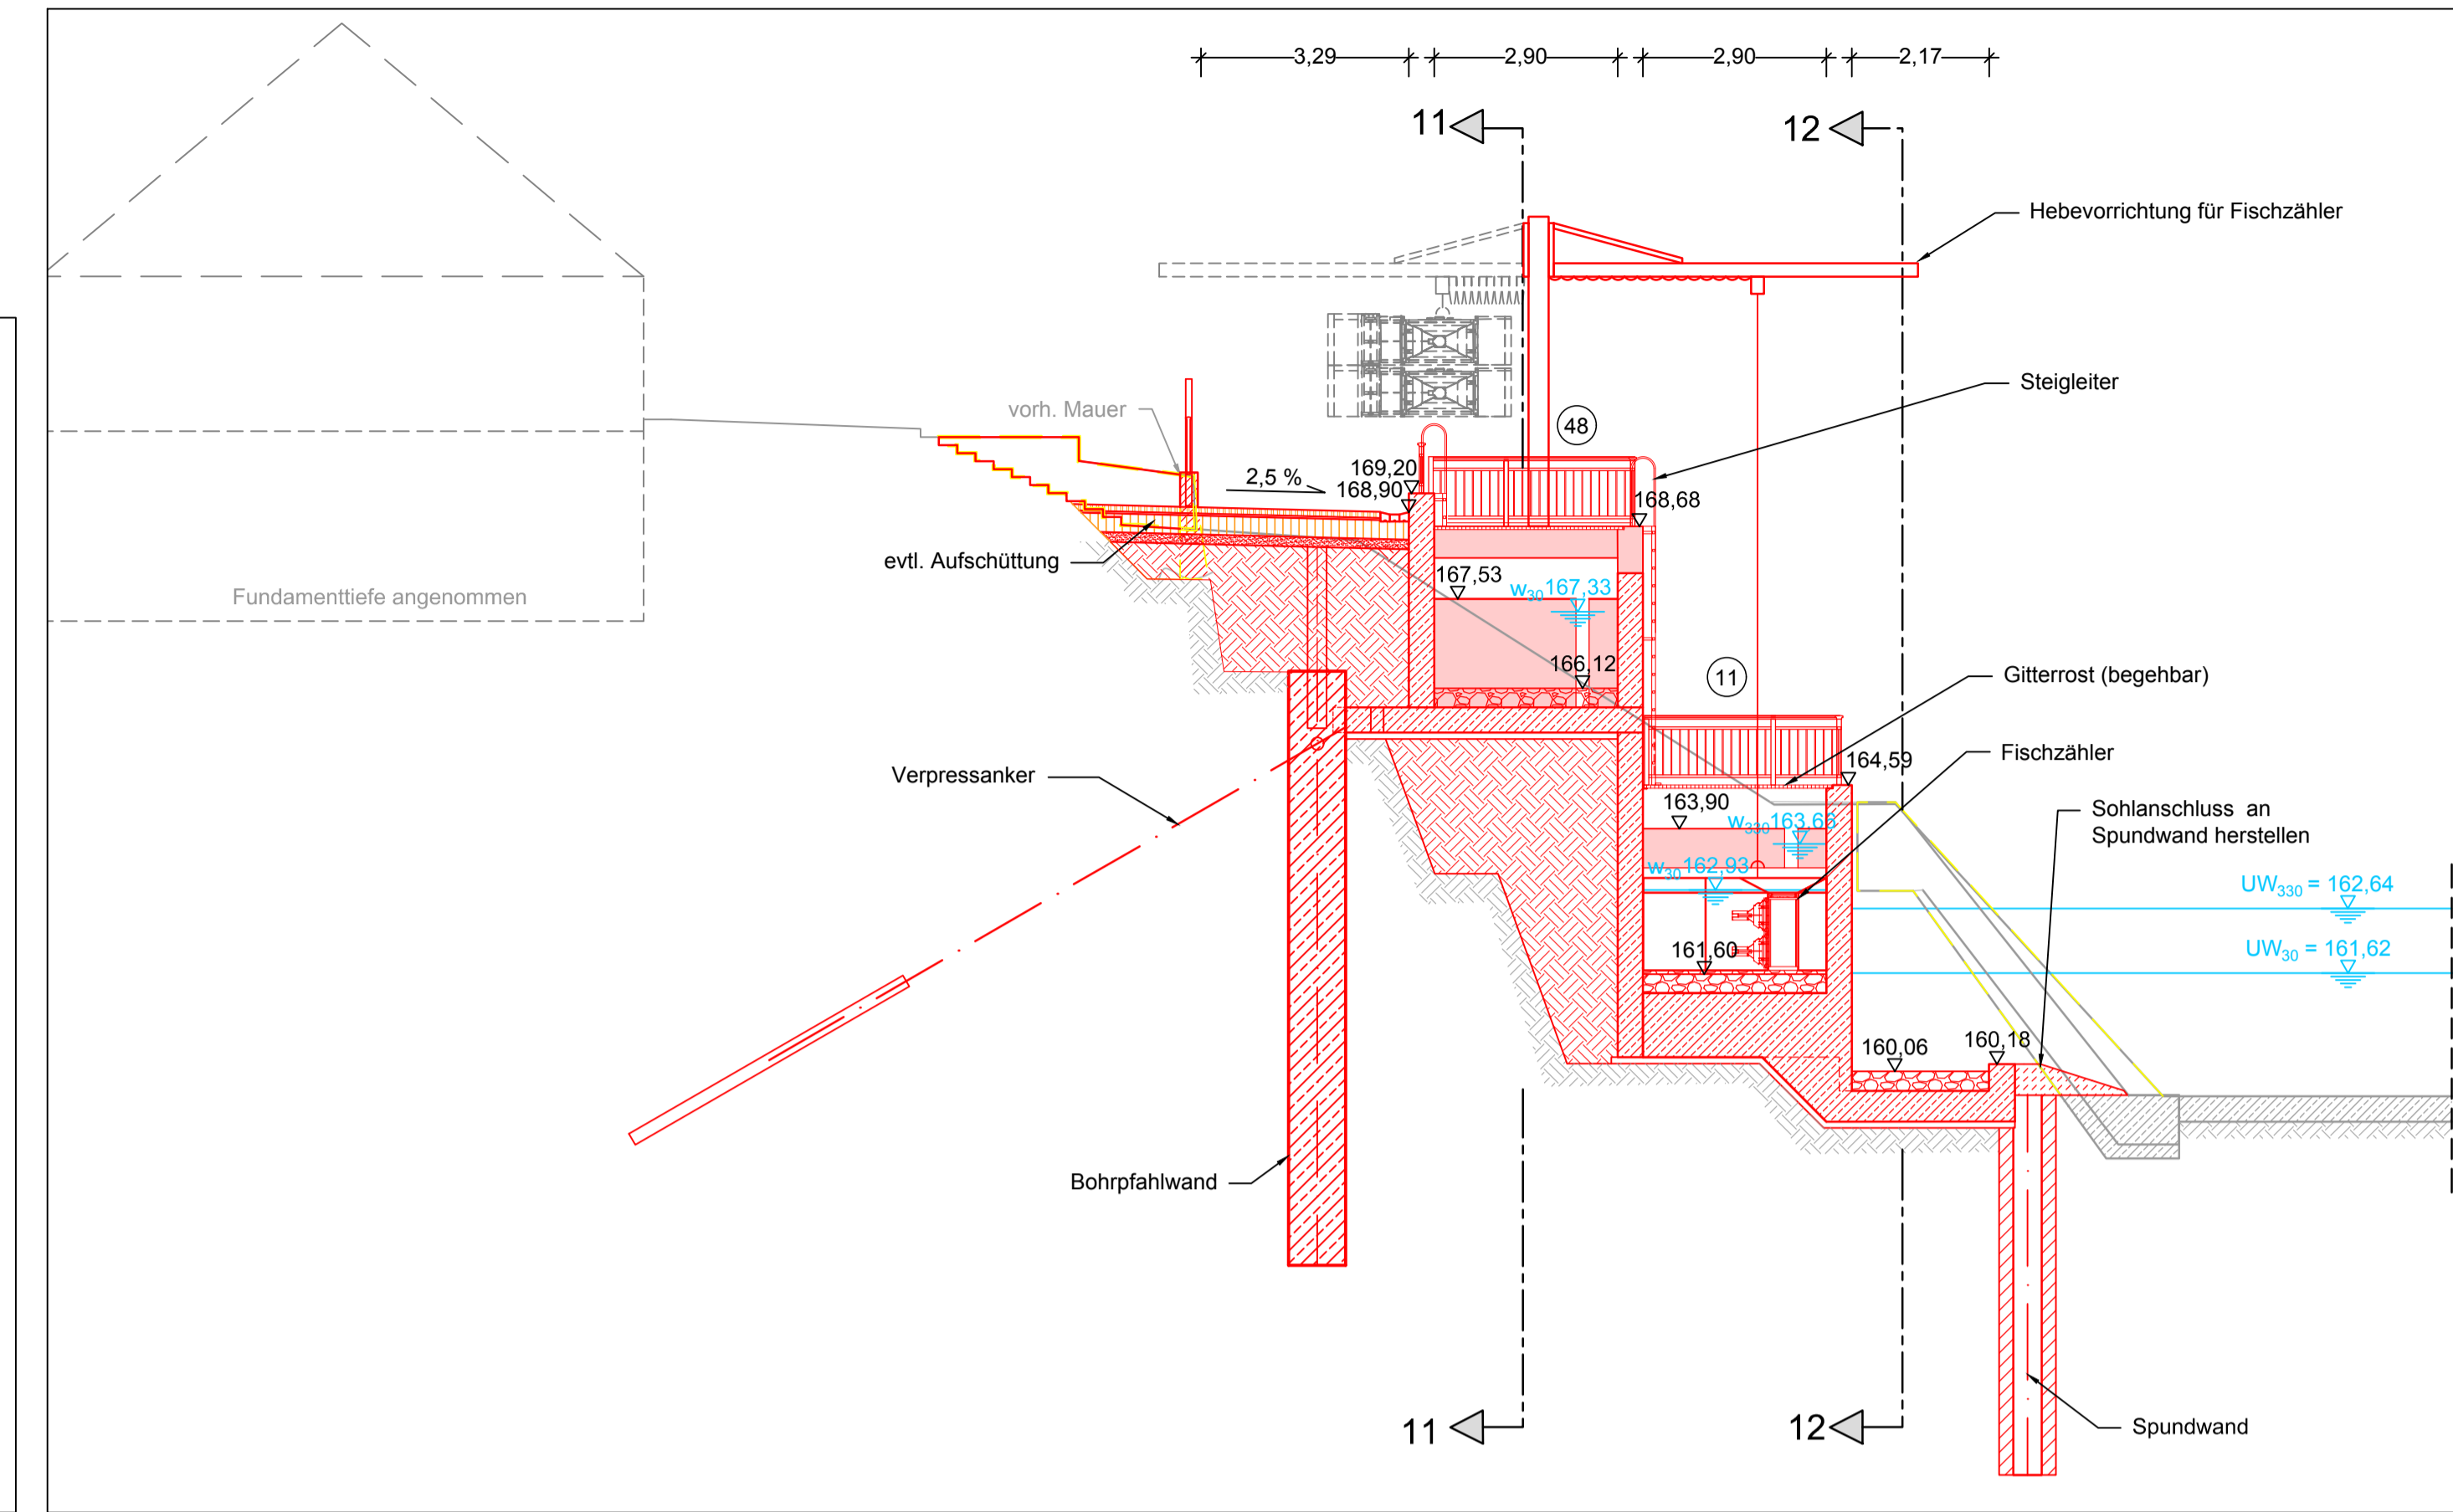 3,29
2,90
2,90
2,17
11
12
Hebevorrichtung für Fischzähler
Steigleiter
vorh. Mauer
48
2,5 %
169,20
168,90
168,68
evtl. Aufschüttung
167,53
w30 167,33
Fundamenttiefe angenommen
166,12
11
Gitterrost (begehbar)
Fischzähler
164,59
Verpressanker
163,90
Sohlanschluss an
Spundwand herstellen
w330 163,63
w30 162,93
UW330 = 162,64
161,60
UW30 = 161,62
160,06
160,18
Bohrpfahlwand
11
12
Spundwand